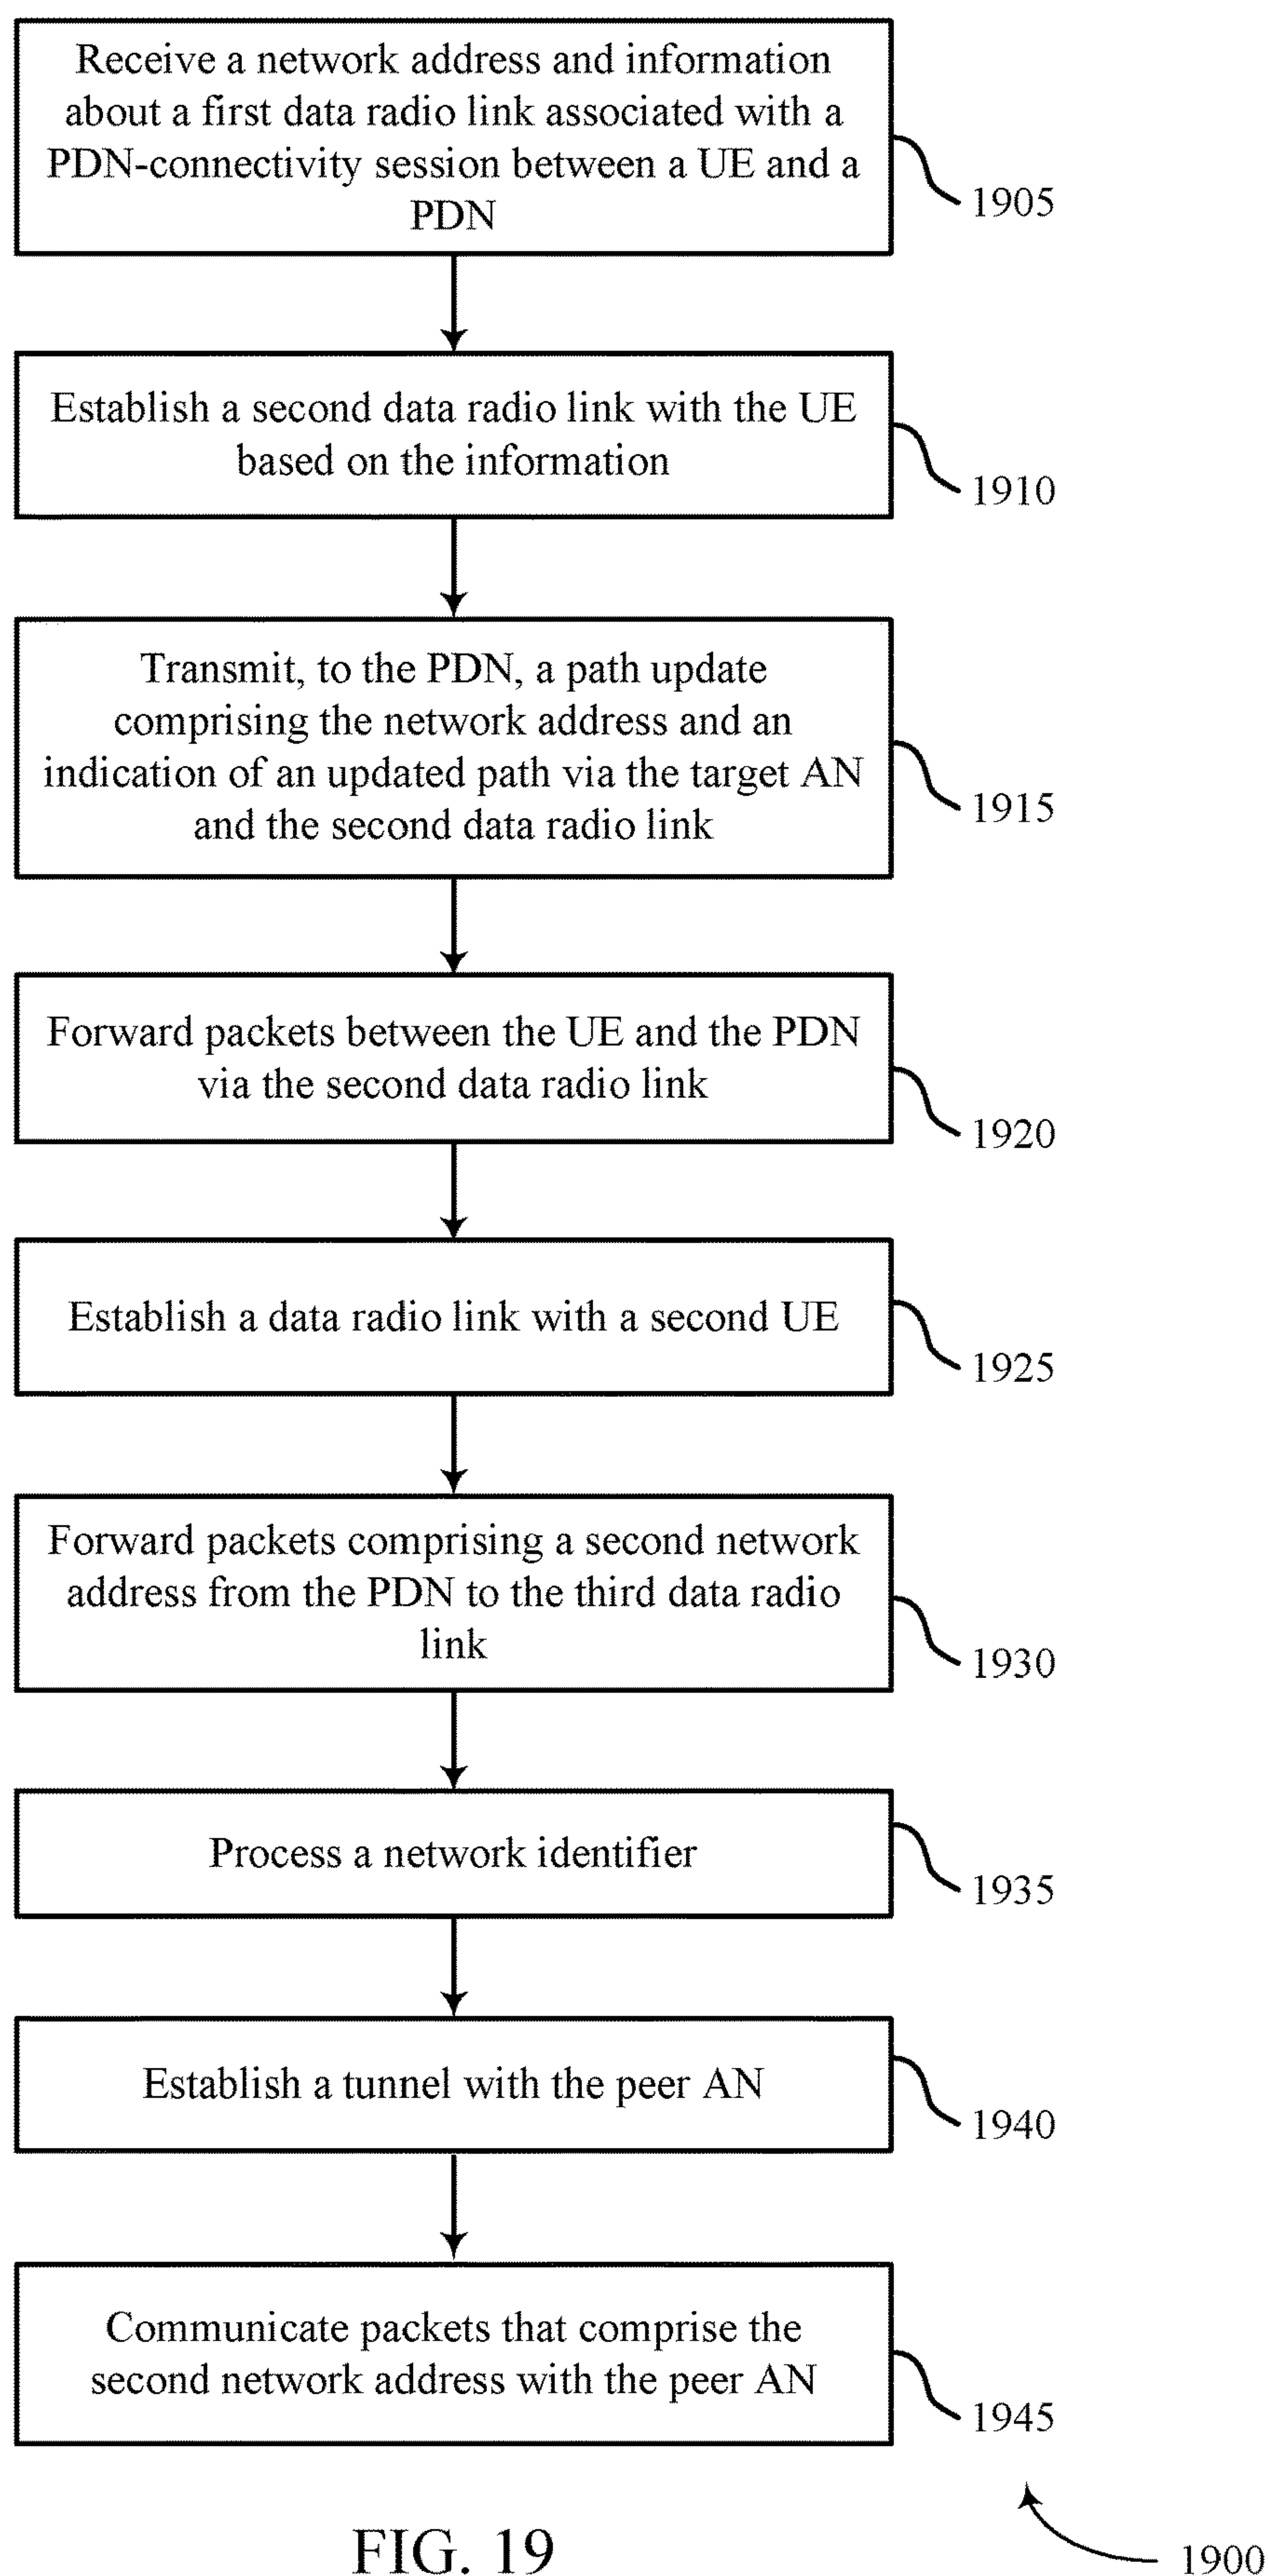 Receive a network address and information
about a first data radio link associated with a
PDN-connectivity session between a UE and a
PDN
1905
Establish a second data radio link with the UE
based on the information
1910
Transmit, to the PDN, a path update
comprising the network address and an
indication of an updated path via the target AN
and the second data radio link
1915
Forward packets between the UE and the PDN
via the second data radio link
1920
Establish a data radio link with a second UE
1925
Forward packets comprising a second network
address from the PDN to the third data radio
link
1930
Process a network identifier
1935
Establish a tunnel with the peer AN
1940
Communicate packets that comprise the
second network address with the peer AN
1945
FIG. 19
1900